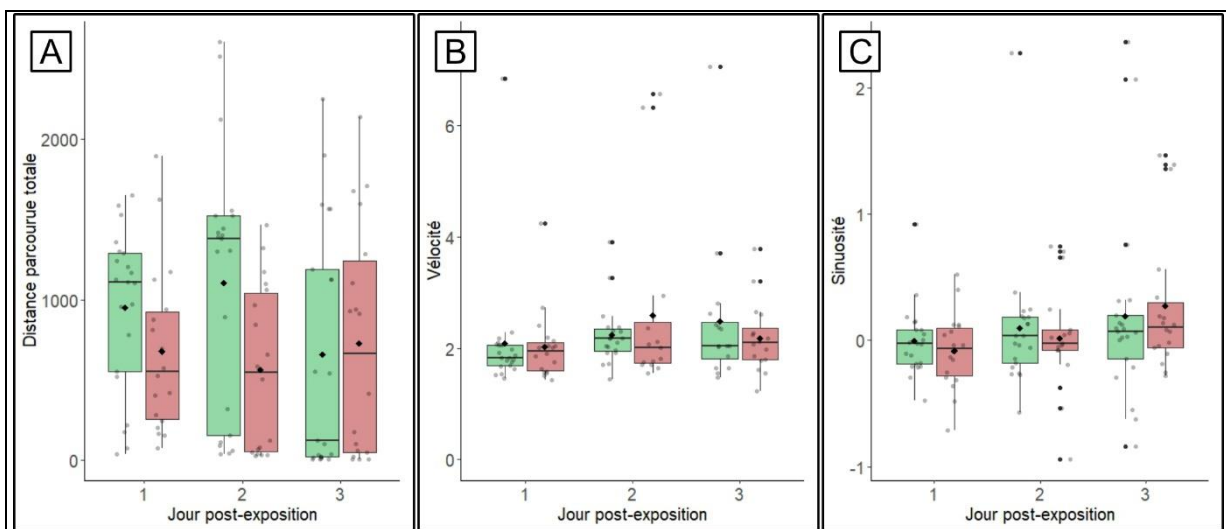 A
Distance parcourue totale
2000
1000
0
1 2 3
Jour post-exposition
B
Vélocité
6
4
2
0
1 2 3
Jour post-exposition
C
Sinuosité
2
1
0
-1
1 2 3
Jour post-exposition